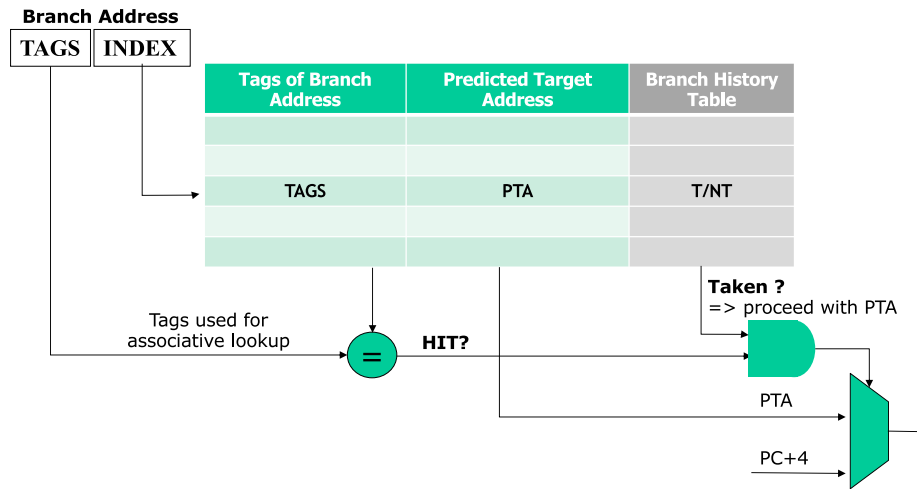 Branch Address
TAGS INDEX
Tags of Branch Address
Predicted Target Address
Branch History Table
TAGS PTA T/NT
Taken ?
=> proceed with PTA
Tags used for
associative lookup
=
HIT?
PTA
PC+4